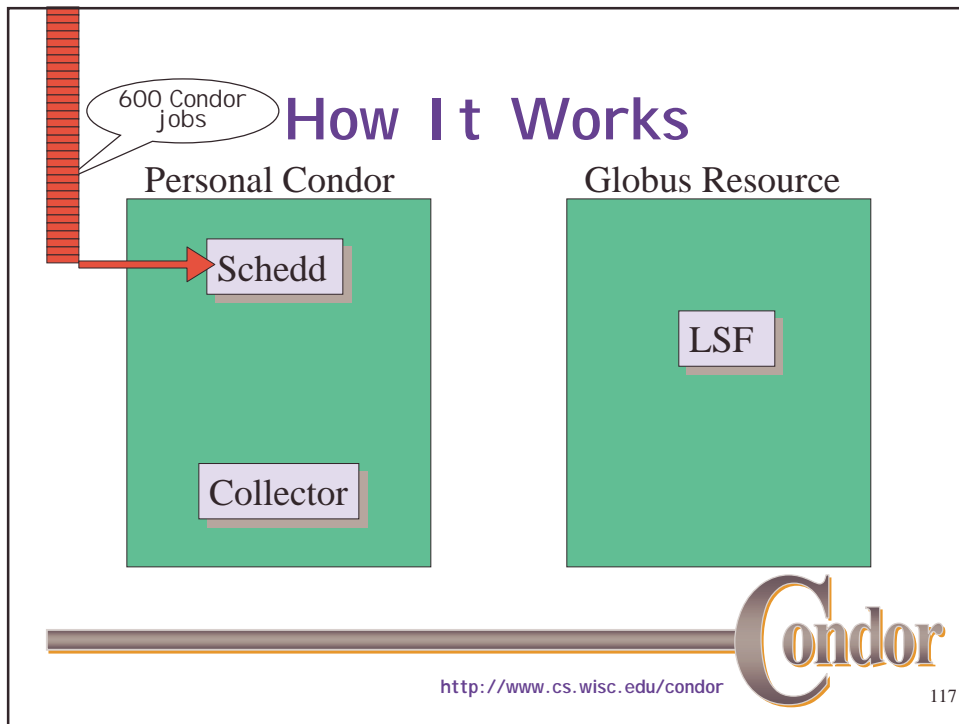 600 Condor
jobs
How It Works
Personal Condor
Globus Resource
Schedd
LSF
Collector
Condor
http://www.cs.wisc.edu/condor
117